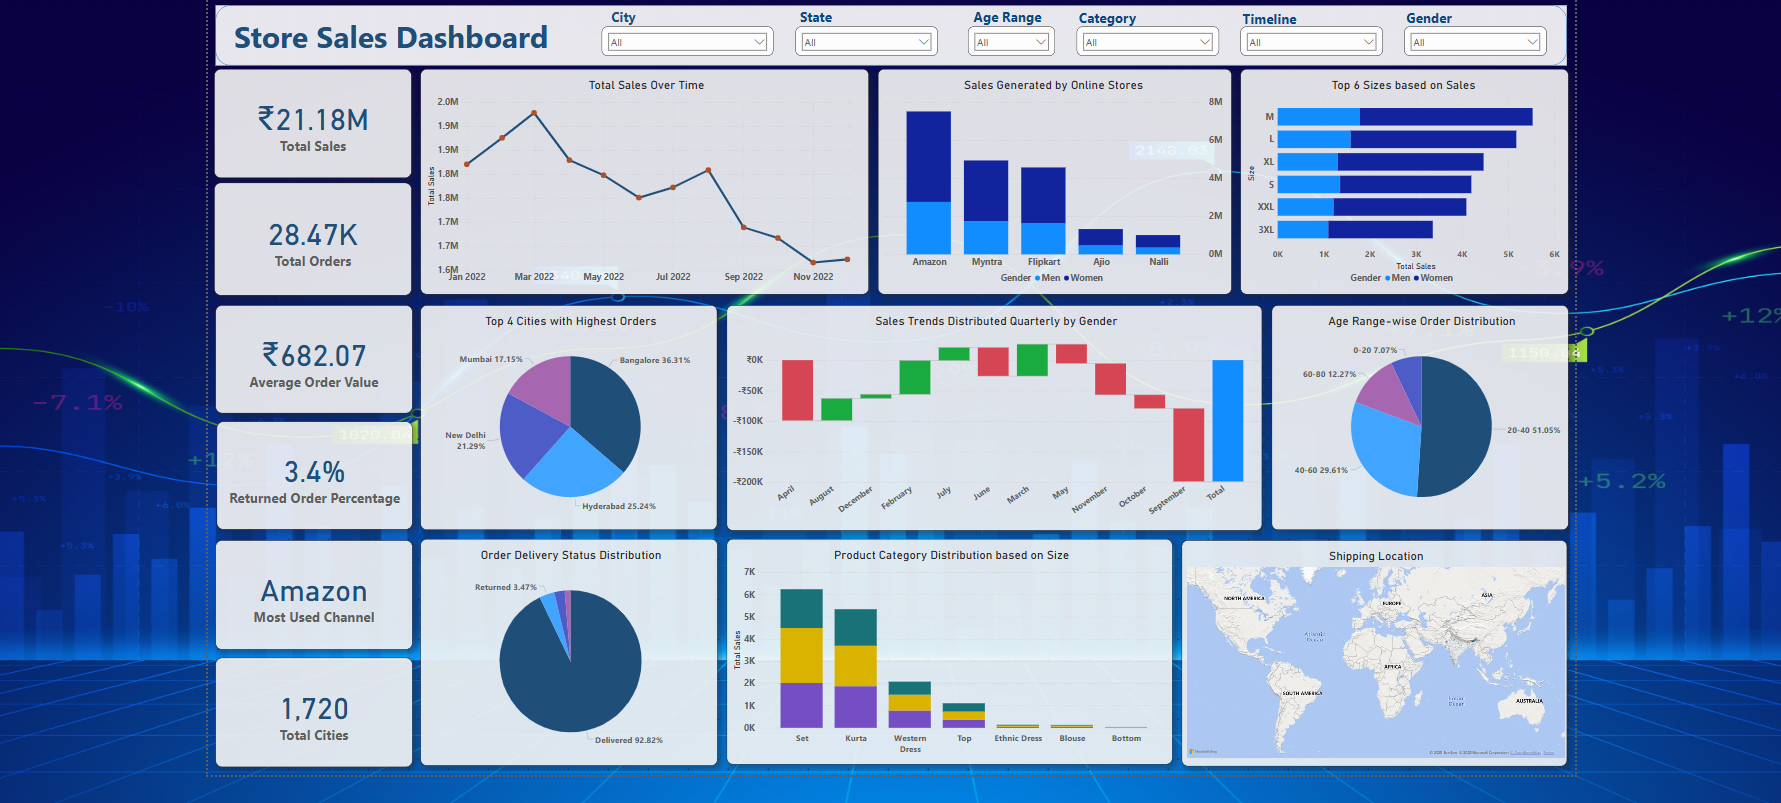 Store Sales Dashboard
City
All
State
All
Age Range
All
Category
All
Timeline
All
Gender
All
₹21.18M
Total Sales
28.47K
Total Orders
Total Sales Over Time
Total Sales
2.0M
1.9M
1.9M
1.8M
1.8M
1.7M
1.7M
1.6M
Jan 2022
Mar 2022
May 2022
Jul 2022
Sep 2022
Nov 2022
Sales Generated by Online Stores
8M
6M
4M
2M
0M
Amazon
Myntra
Flipkart
Ajio
Nalli
Gender Men Women
Top 6 Sizes based on Sales
Size
M
L
XL
S
XXL
3XL
0K
1K
2K
3K
4K
5K
6K
Total Sales
Gender Men Women
₹682.07
Average Order Value
3.4%
Returned Order Percentage
Top 4 Cities with Highest Orders
Mumbai 17.15%
Bangalore 36.31%
New Delhi
21.29%
Hyderabad 25.24%
Sales Trends Distributed Quarterly by Gender
₹0K
-₹50K
-₹100K
-₹150K
-₹200K
April
August
December
February
July
June
March
May
November
October
September
Total
Age Range-wise Order Distribution
0-20 7.07%
60-80 12.27%
20-40 51.05%
40-60 29.61%
Amazon
Most Used Channel
1,720
Total Cities
Order Delivery Status Distribution
Returned 3.47%
Delivered 92.82%
Product Category Distribution based on Size
Total Sales
7K
6K
5K
4K
3K
2K
1K
0K
Set
Kurta
Western
Dress
Top
Ethnic Dress
Blouse
Bottom
Shipping Location
NORTH AMERICA
EUROPE
ASIA
Atlantic
Ocean
AFRICA
SOUTH AMERICA
Indian
Ocean
AUSTRALIA
Microsoft Bing
-10%
-7.1%
+5.2%
+12%
1150.04
2143.03